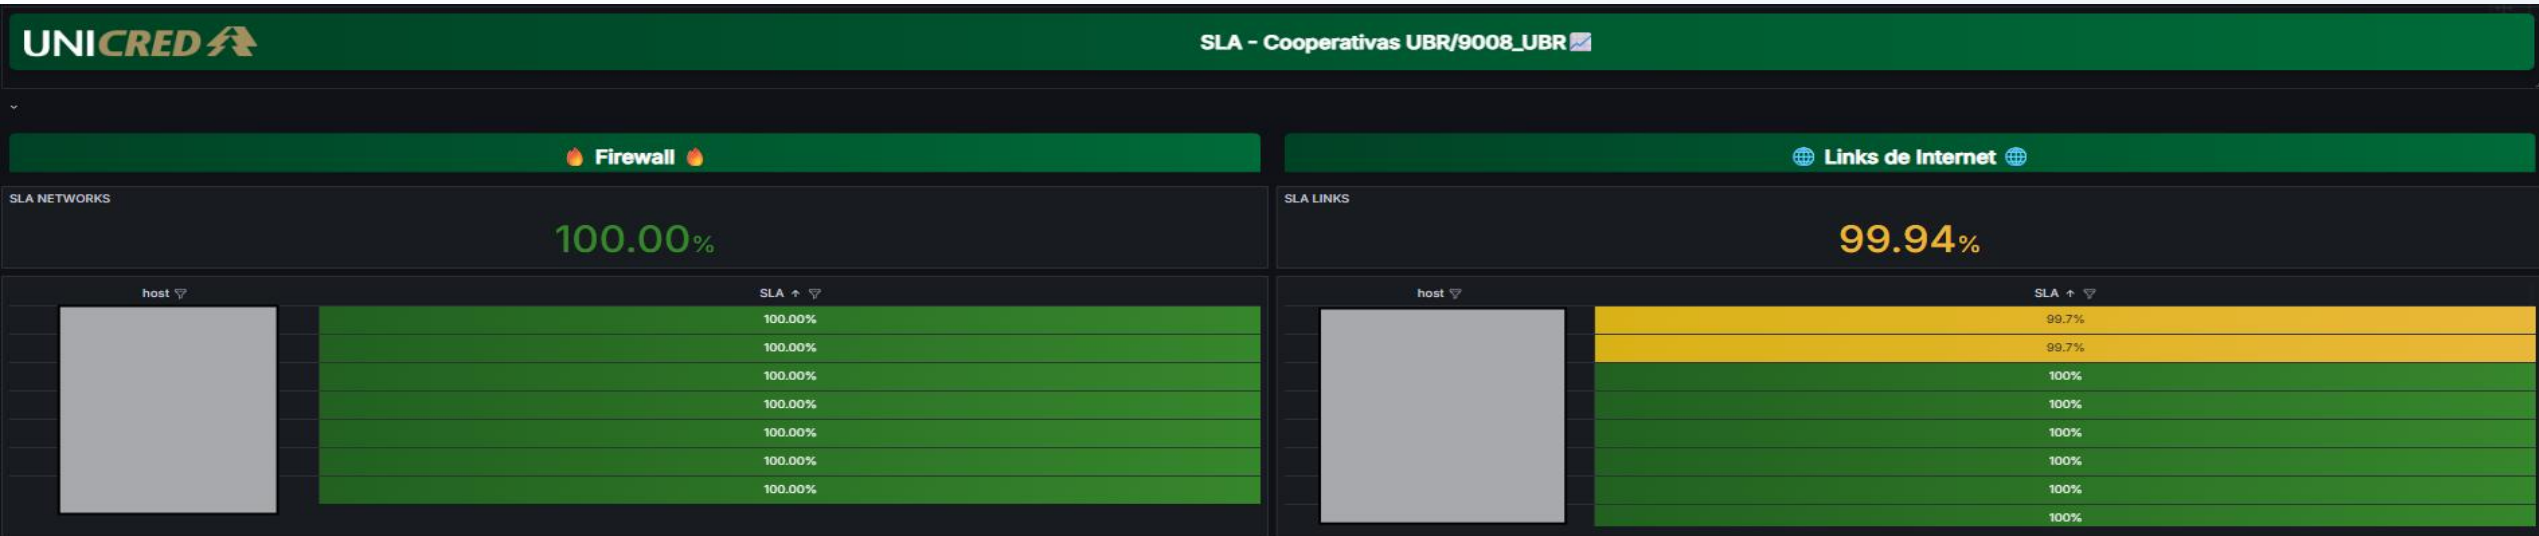 UNICRED
SLA - Cooperativas UBR/9008_UBR
Firewall
Links de Internet
SLA NETWORKS
100.00%
SLA LINKS
99.94%
host SLA
100.00%
100.00%
100.00%
100.00%
100.00%
100.00%
100.00%
host SLA
99.7%
99.7%
100%
100%
100%
100%
100%
100%